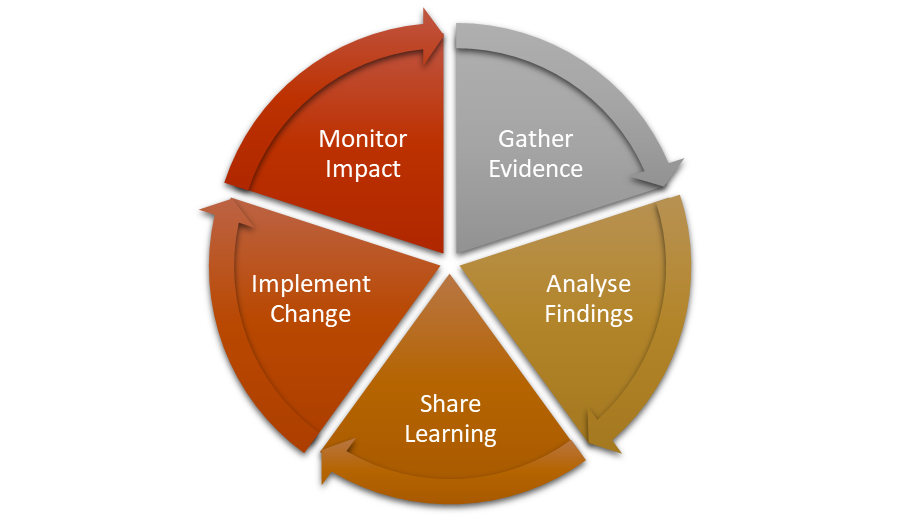 Gather
Evidence
Analyse
Findings
Share
Learning
Implement
Change
Monitor
Impact